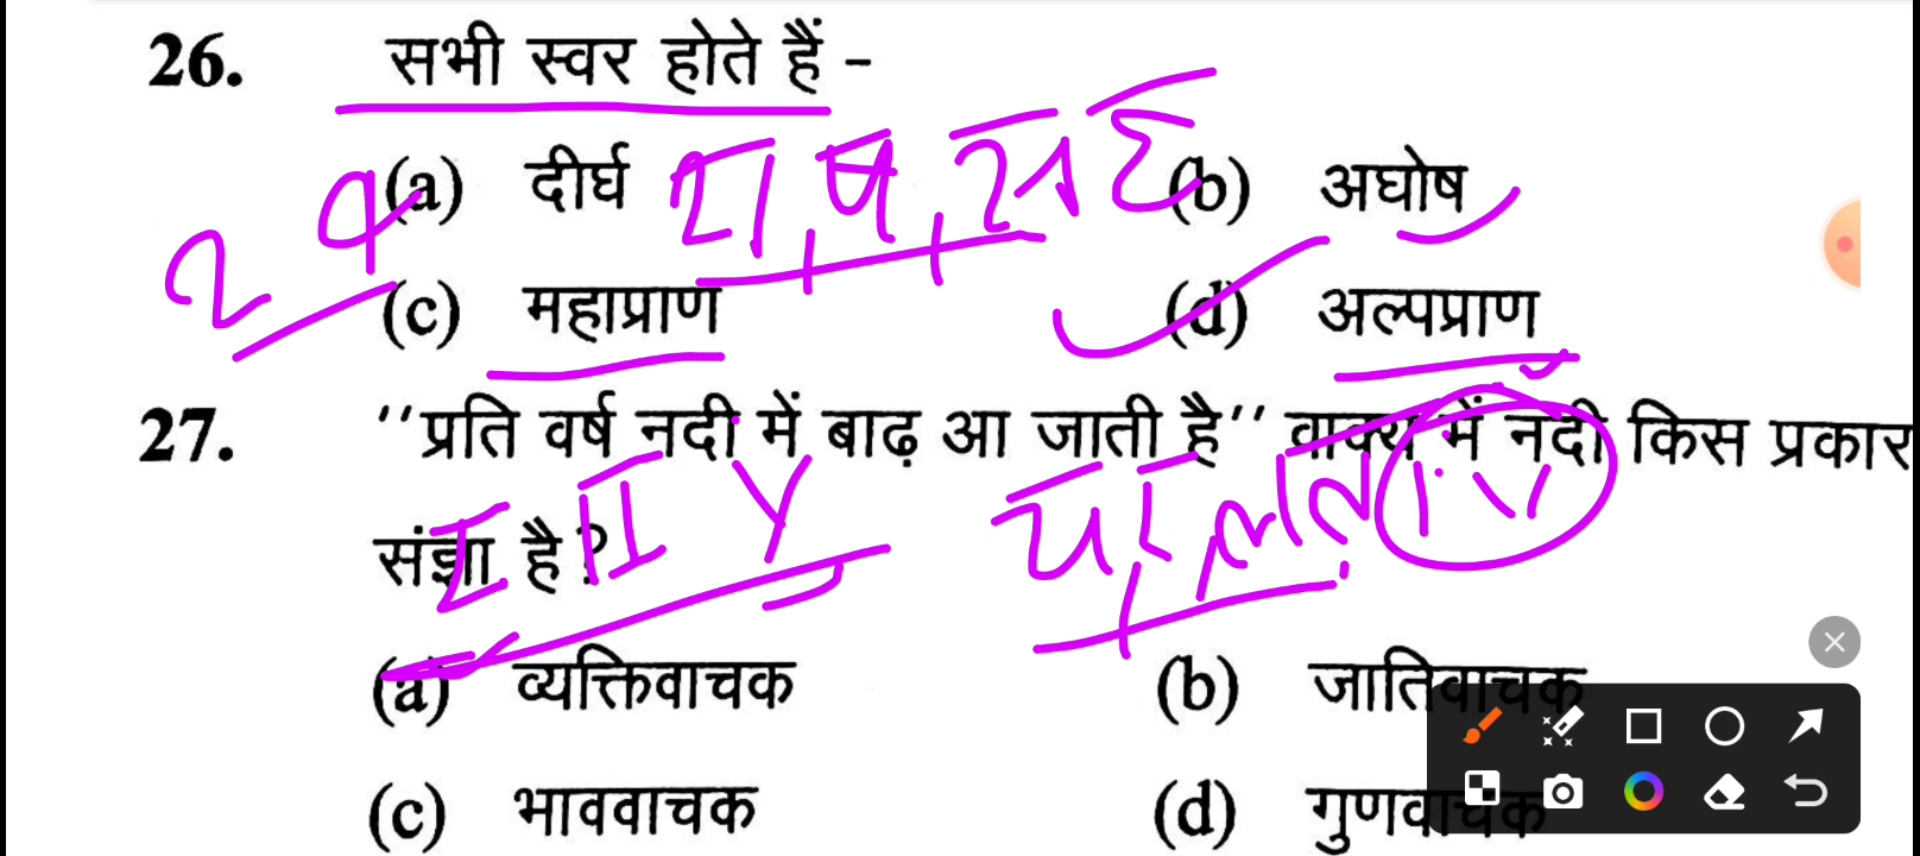 26. सभी स्वर होते हैं -
(a) दीर्घ (b) अघोष
(c) महाप्राण (d) अल्पप्राण
27. ''प्रति वर्ष नदी में बाढ़ आ जाती है'' वाक्य में नदी किस प्रकार
संज्ञा है ?
(a) व्यक्तिवाचक (b) जातिवाचक
(c) भाववाचक (d) गुणवाचक